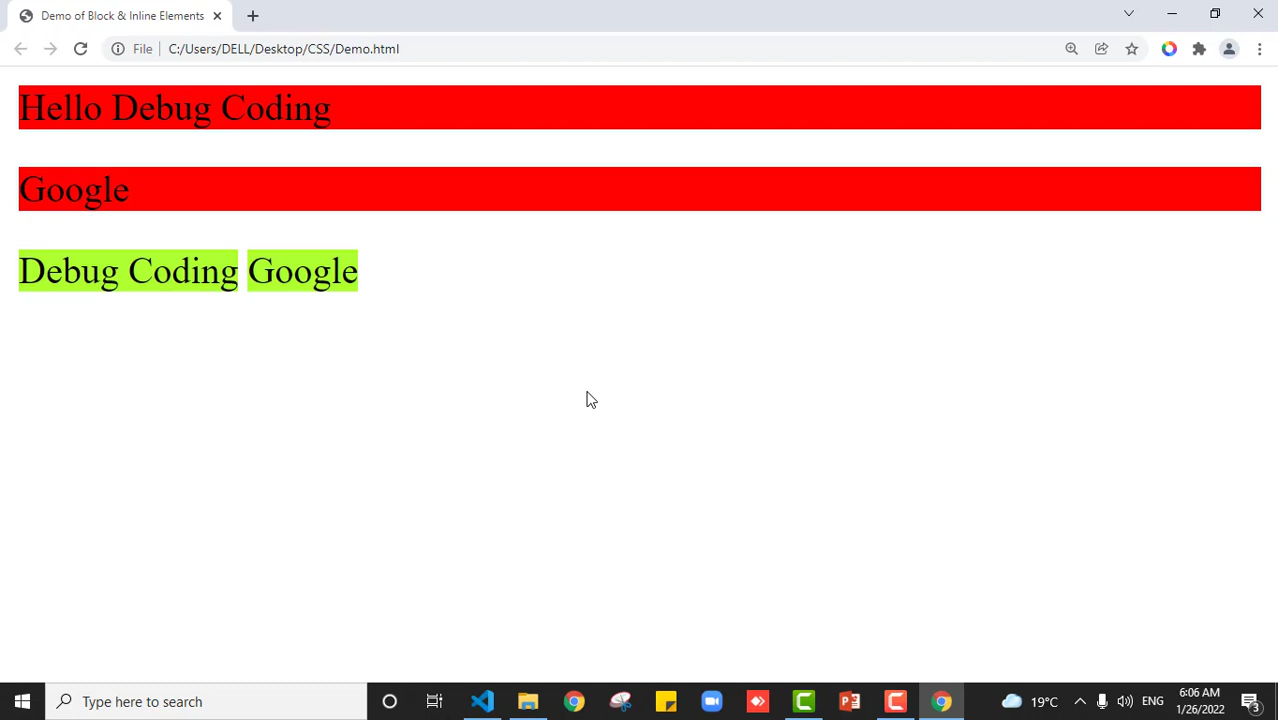 Demo of Block & Inline Elements
File C:/Users/DELL/Desktop/CSS/Demo.html
Hello Debug Coding
Google
Debug Coding Google
Type here to search
19°C
ENG
6:06 AM
1/26/2022
3